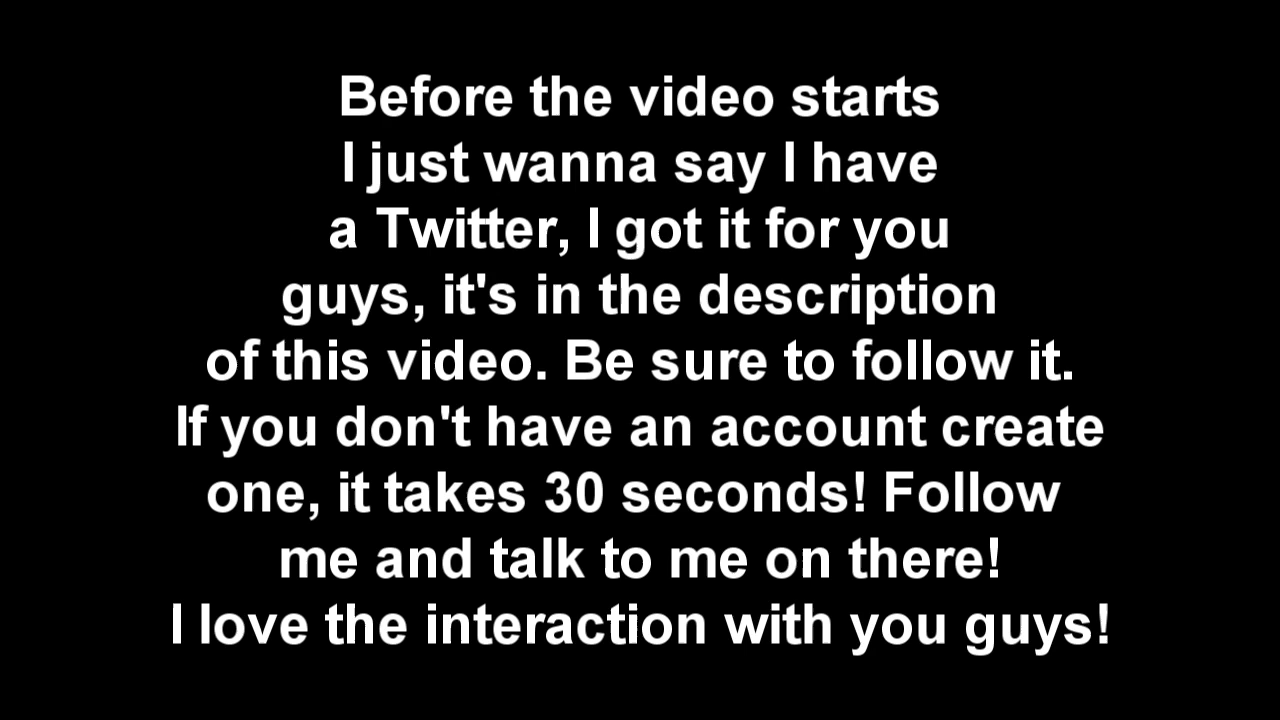 Before the video starts
I just wanna say I have
a Twitter, I got it for you
guys, it's in the description
of this video. Be sure to follow it.
If you don't have an account create
one, it takes 30 seconds! Follow
me and talk to me on there!
I love the interaction with you guys!